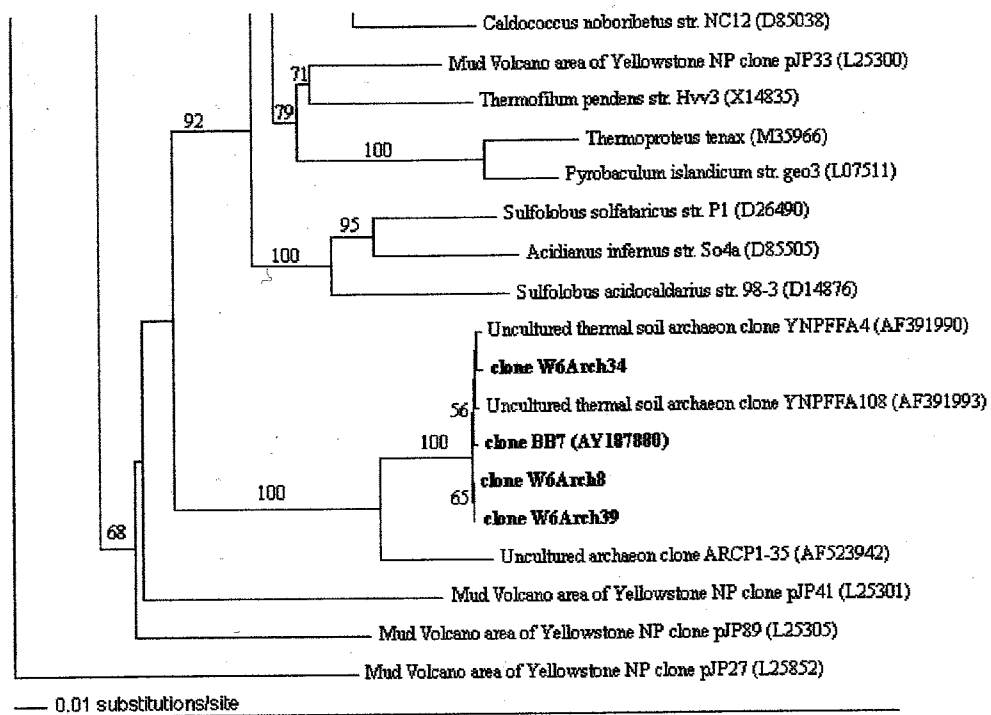 Caldococcus noboribetus str. NC12 (D85038)
Mud Volcano area of Yellowstone NP clone pJP33 (L25300)
71
Thermofilum pendens str. Hvv3 (X14835)
79
92
Thermoproteus tenax (M35966)
100
Pyrobaculum islandicum str. geo3 (L07511)
Sulfolobus solfataricus str. P1 (D26490)
95
Acidianus infernus str. So4a (D85505)
100
Sulfolobus acidocaldarius str. 98-3 (D14876)
Uncultured thermal soil archaeon clone YNPFFA4 (AF391990)
clone W6Arch34
56
Uncultured thermal soil archaeon clone YNPFFA108 (AF391993)
100
clone BB7 (AY187880)
clone W6Arch8
100
65
clone W6Arch39
68
Uncultured archaeon clone ARCP1-35 (AF523942)
Mud Volcano area of Yellowstone NP clone pJP41 (L25301)
Mud Volcano area of Yellowstone NP clone pJP89 (L25305)
Mud Volcano area of Yellowstone NP clone pJP27 (L25852)
0.01 substitutions/site